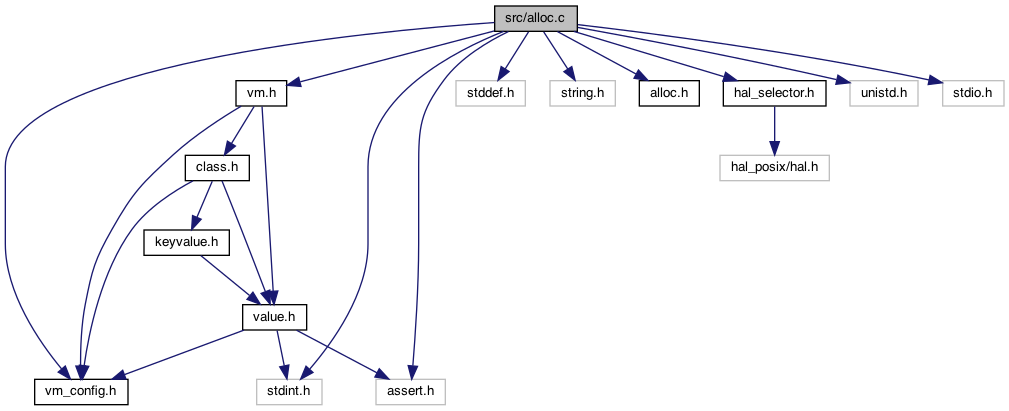 src/alloc.c
vm.h
stddef.h
string.h
alloc.h
hal_selector.h
unistd.h
stdio.h
class.h
hal_posix/hal.h
keyvalue.h
value.h
vm_config.h
stdint.h
assert.h